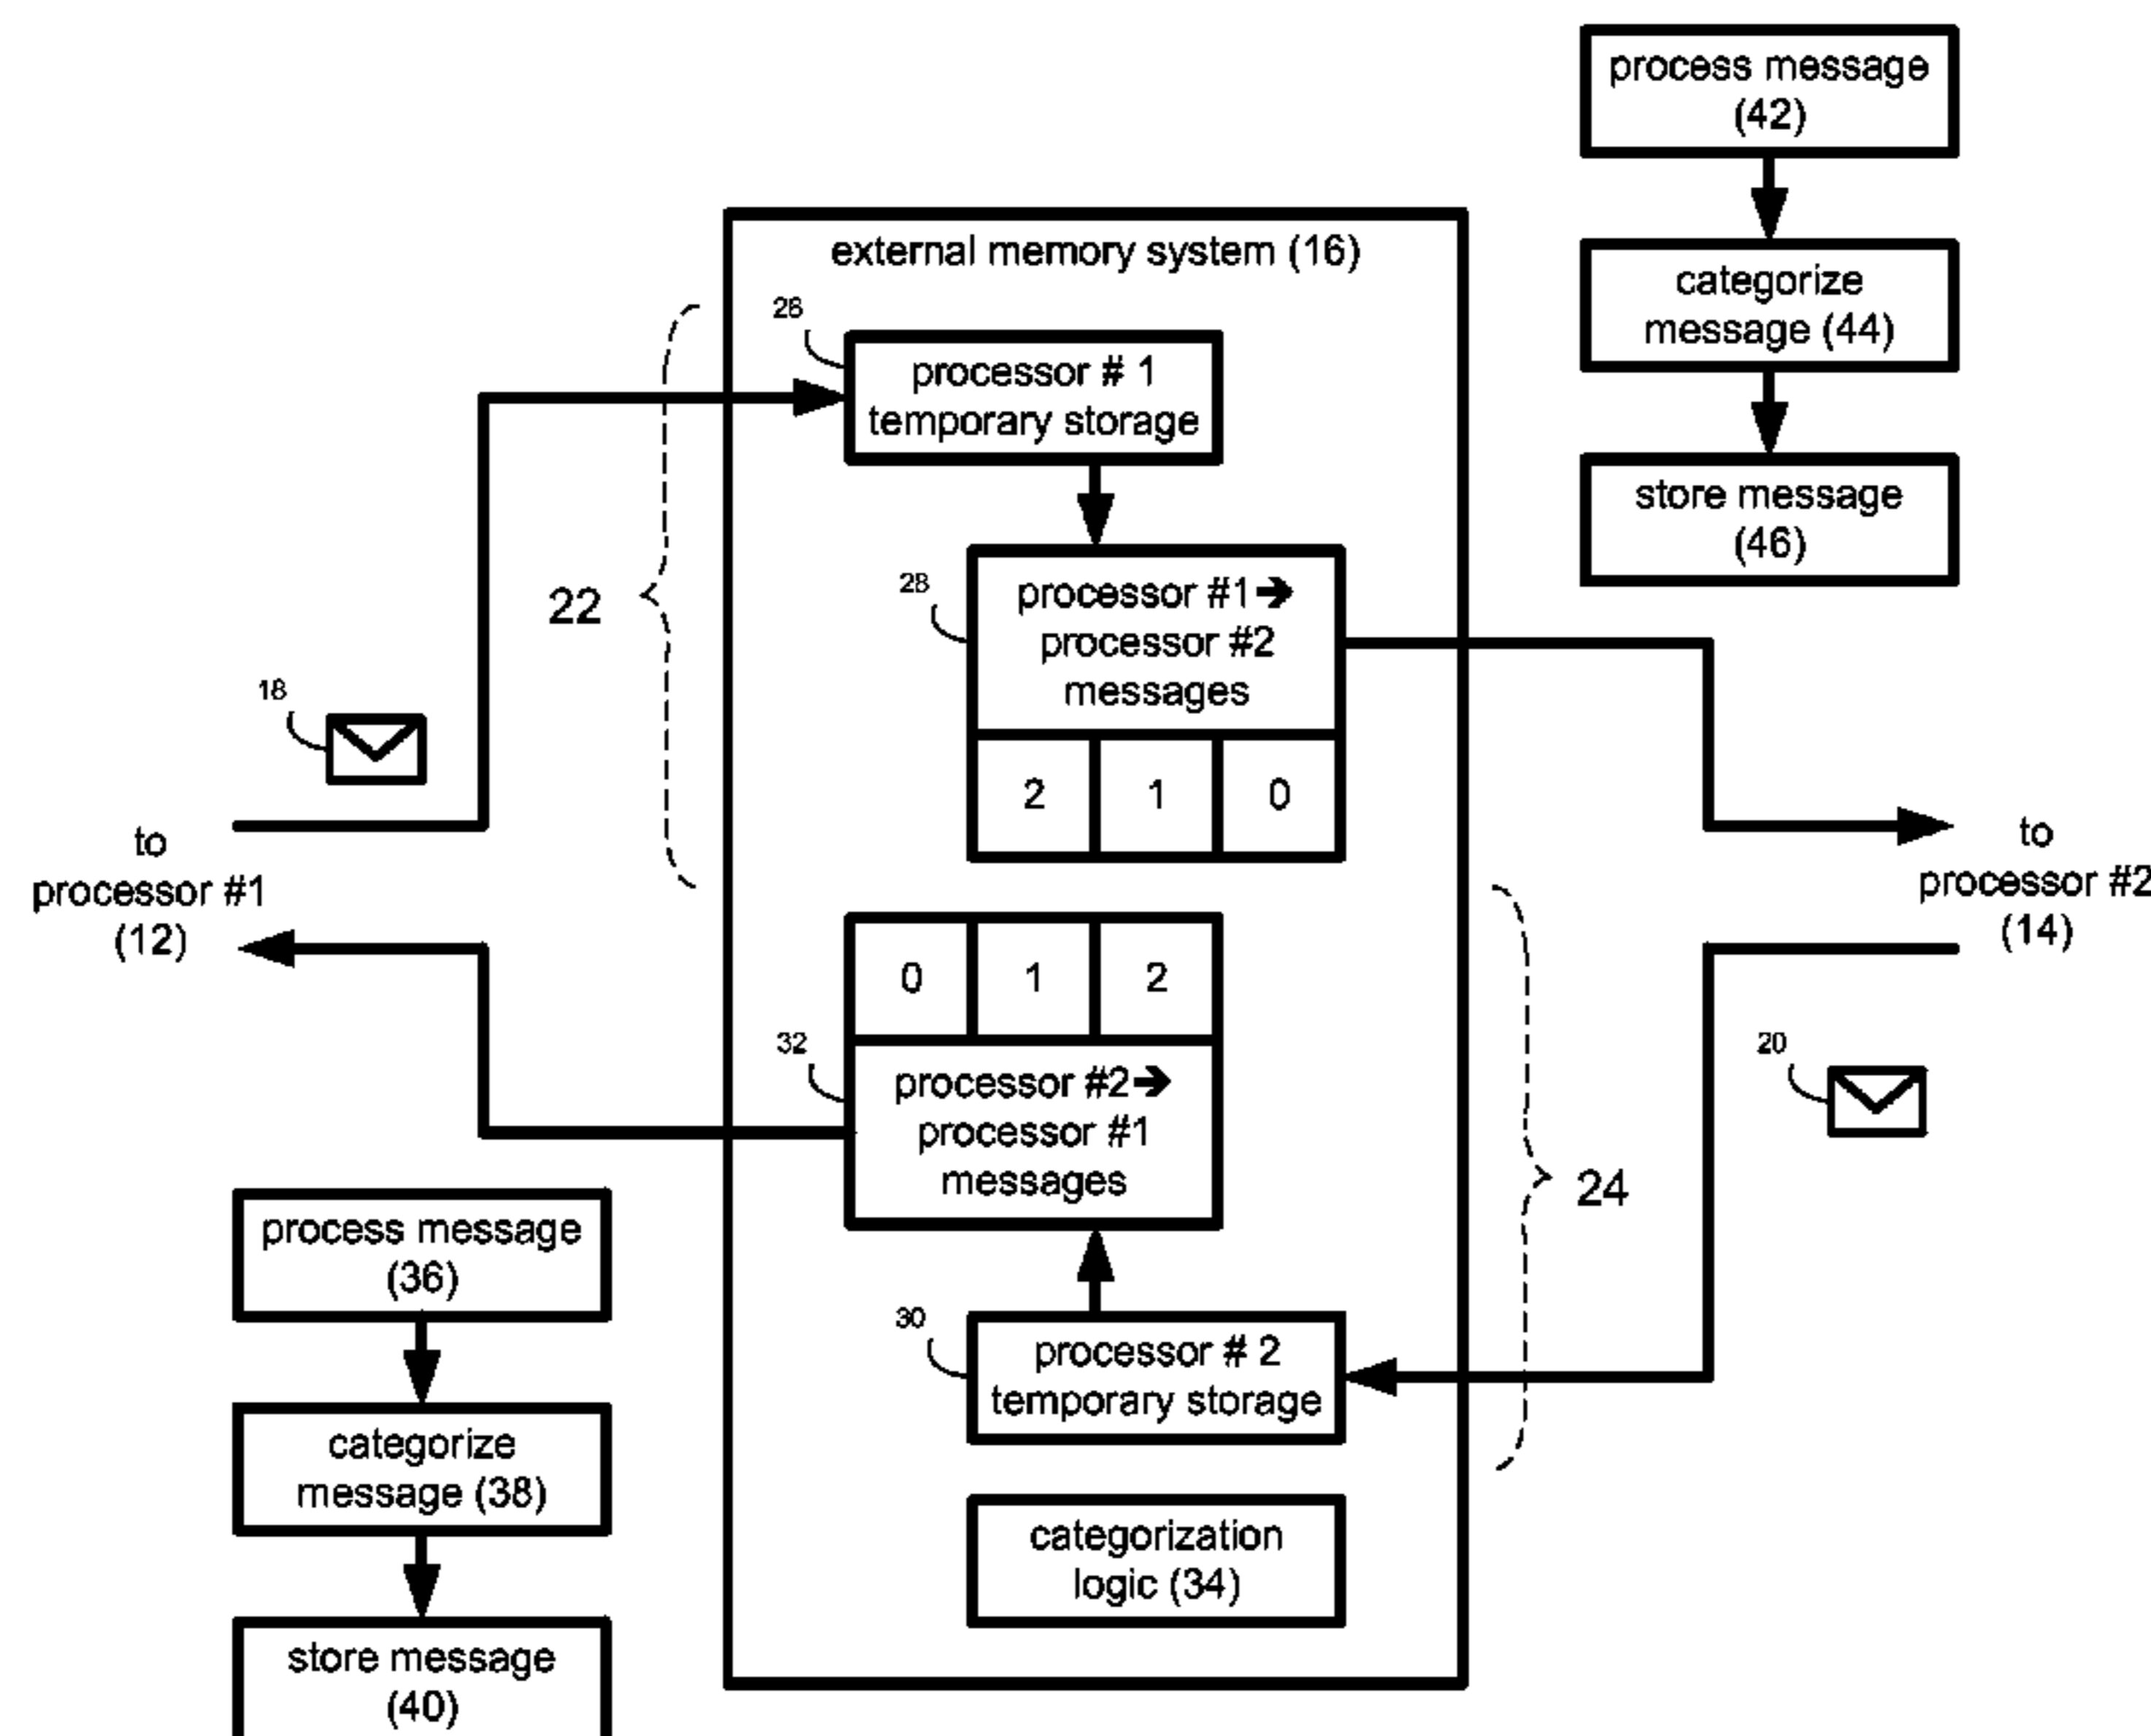 process message
(42)
categorize
message (44)
store message
(46)
external memory system (16)
28
processor # 1
temporary storage
28
processor #1➔
processor #2
messages
2 1 0
22
18
to
processor #1
(12)
to
processor #2
(14)
0 1 2
32
processor #2➔
processor #1
messages
20
24
30
processor # 2
temporary storage
categorization
logic (34)
process message
(36)
categorize
message (38)
store message
(40)